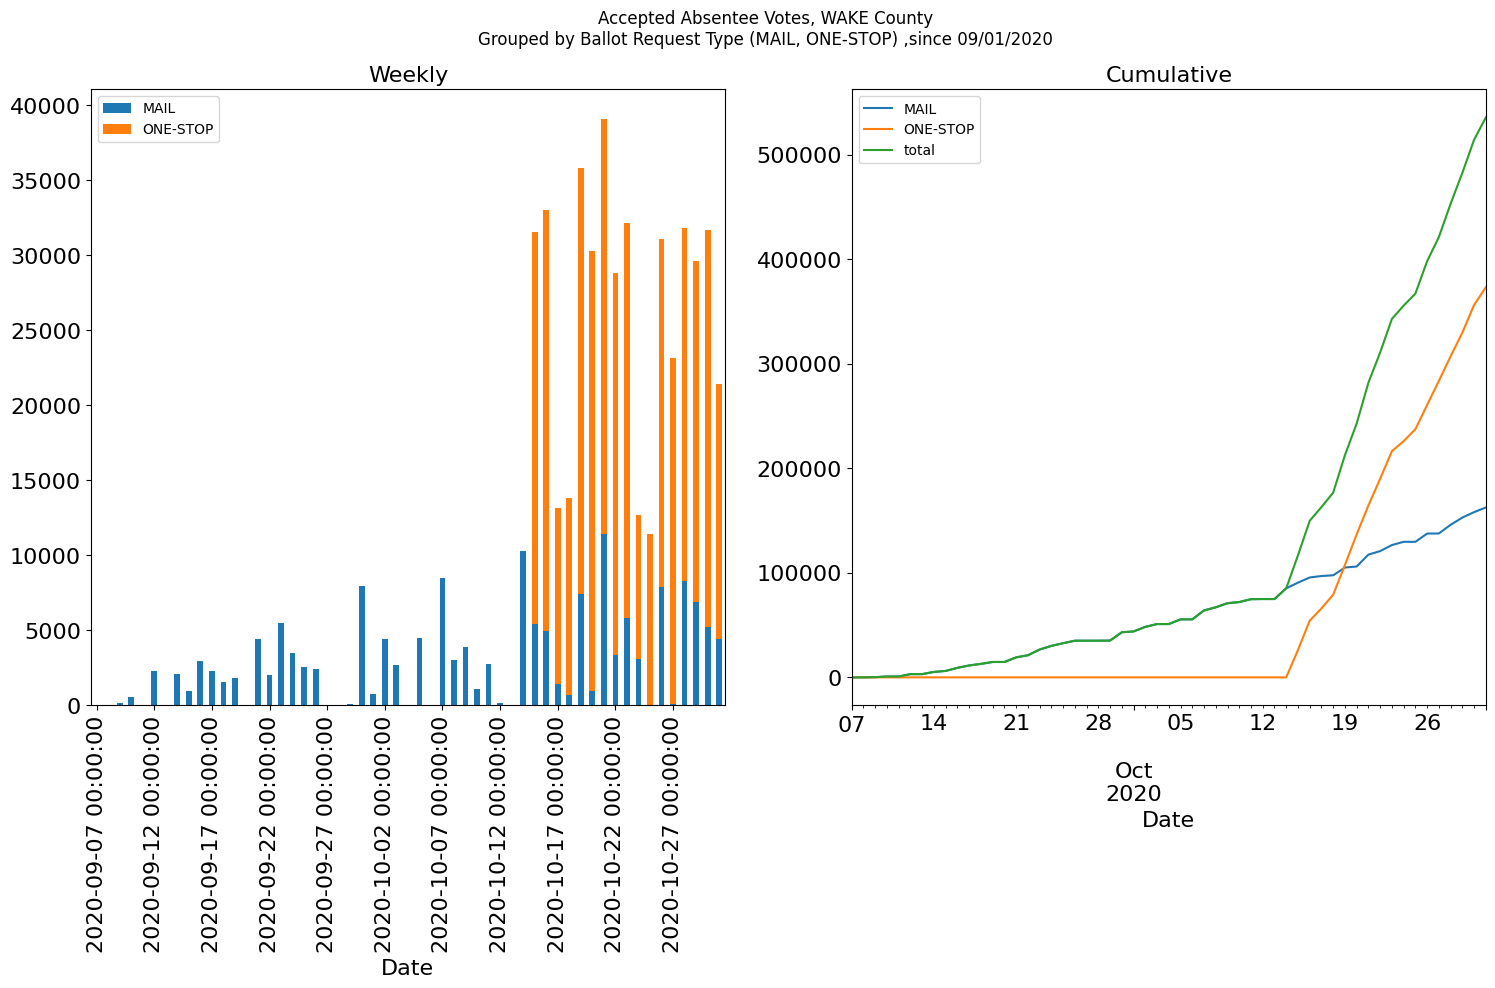 Accepted Absentee Votes, WAKE County
Grouped by Ballot Request Type (MAIL, ONE-STOP) ,since 09/01/2020
Weekly
MAIL
ONE-STOP
40000
35000
30000
25000
20000
15000
10000
5000
0
2020-09-07 00:00:00
2020-09-12 00:00:00
2020-09-17 00:00:00
2020-09-22 00:00:00
2020-09-27 00:00:00
2020-10-02 00:00:00
2020-10-07 00:00:00
2020-10-12 00:00:00
2020-10-17 00:00:00
2020-10-22 00:00:00
2020-10-27 00:00:00
Date
Cumulative
MAIL
ONE-STOP
total
500000
400000
300000
200000
100000
0
07 14 21 28 05 12 19 26
Oct
2020
Date